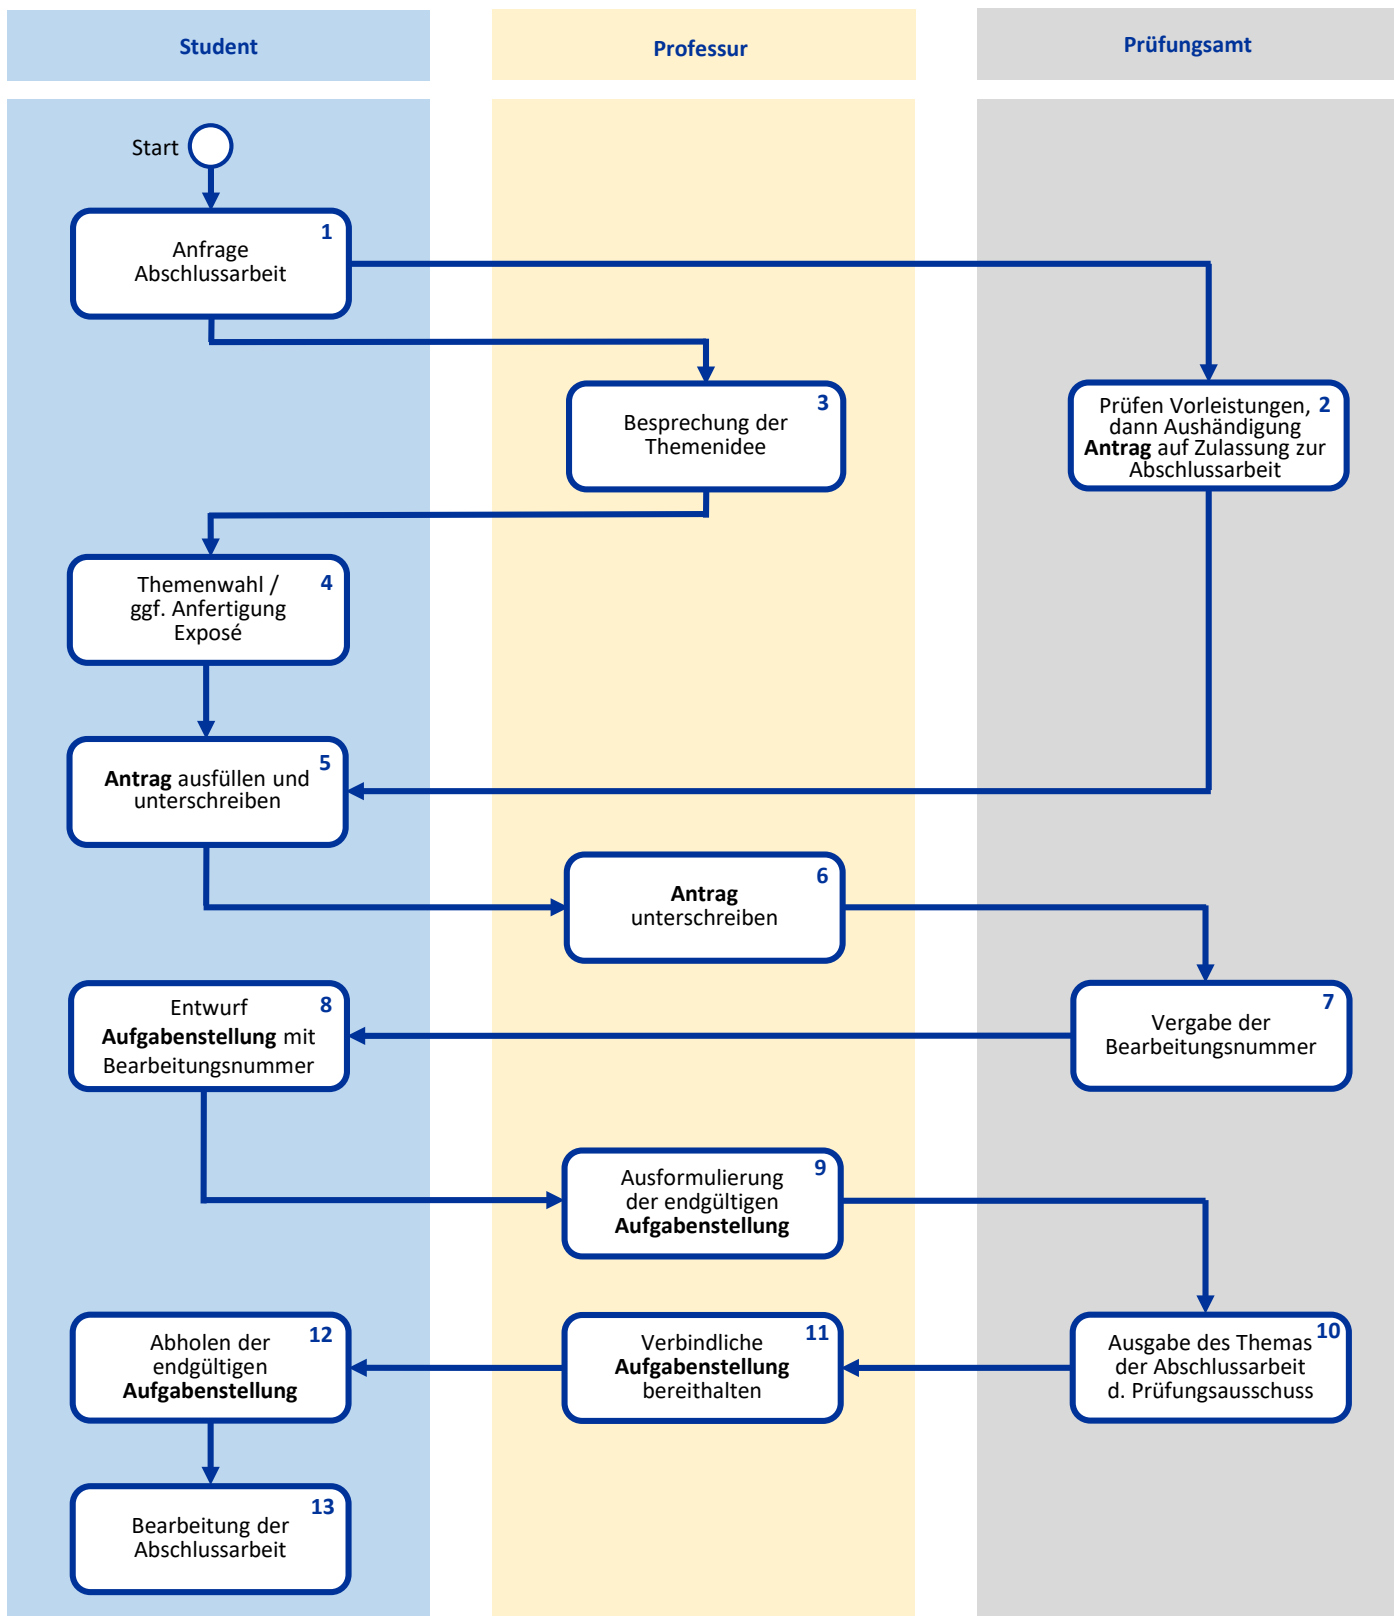 Student
Professur
Prüfungsamt
Start
1
Anfrage
Abschlussarbeit
3
Besprechung der
Themenidee
2
Prüfen Vorleistungen,
dann Aushändigung
Antrag auf Zulassung zur
Abschlussarbeit
4
Themenwahl /
ggf. Anfertigung
Exposé
5
Antrag ausfüllen und
unterschreiben
6
Antrag
unterschreiben
7
Vergabe der
Bearbeitungsnummer
8
Entwurf
Aufgabenstellung mit
Bearbeitungsnummer
9
Ausformulierung
der endgültigen
Aufgabenstellung
10
Ausgabe des Themas
der Abschlussarbeit
d. Prüfungsausschuss
11
Verbindliche
Aufgabenstellung
bereithalten
12
Abholen der
endgültigen
Aufgabenstellung
13
Bearbeitung der
Abschlussarbeit